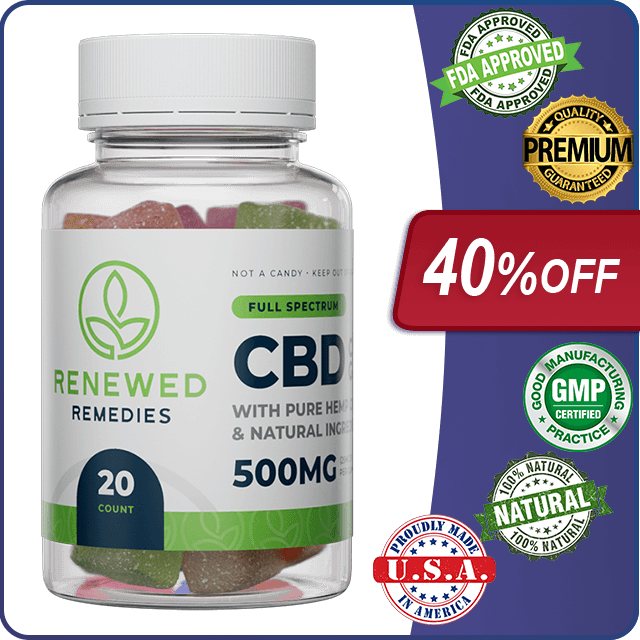 NOT A CANDY • KEEP OUT
FULL SPECTRUM
CBD
WITH PURE HEMP
& NATURAL
500MG
RENEWED
REMEDIES
20
COUNT
FDA APPROVED
FDA APPROVED
FDA APPROVED
QUALITY
PREMIUM
GUARANTEED
40%OFF
GOOD MANUFACTURING
GMP
CERTIFIED
PRACTICE
100% NATURAL
NATURAL
100% NATURAL
PROUDLY MADE
U.S.A.
IN AMERICA